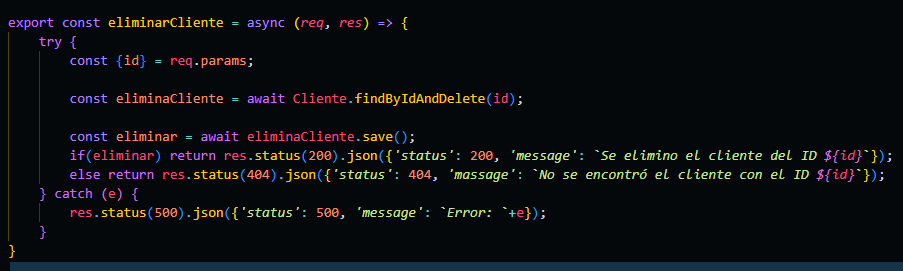 export const eliminarCliente = async (req, res) => {
    try {
        const {id} = req.params;

        const eliminaCliente = await Cliente.findByIdAndDelete(id);

        const eliminar = await eliminaCliente.save();
        if(eliminar) return res.status(200).json({'status': 200, 'message': `Se elimino el cliente del ID ${id}`});
        else return res.status(404).json({'status': 404, 'massage': `No se encontró el cliente con el ID ${id}`});
    } catch (e) {
        res.status(500).json({'status': 500, 'message': `Error: `+e});
    }
}